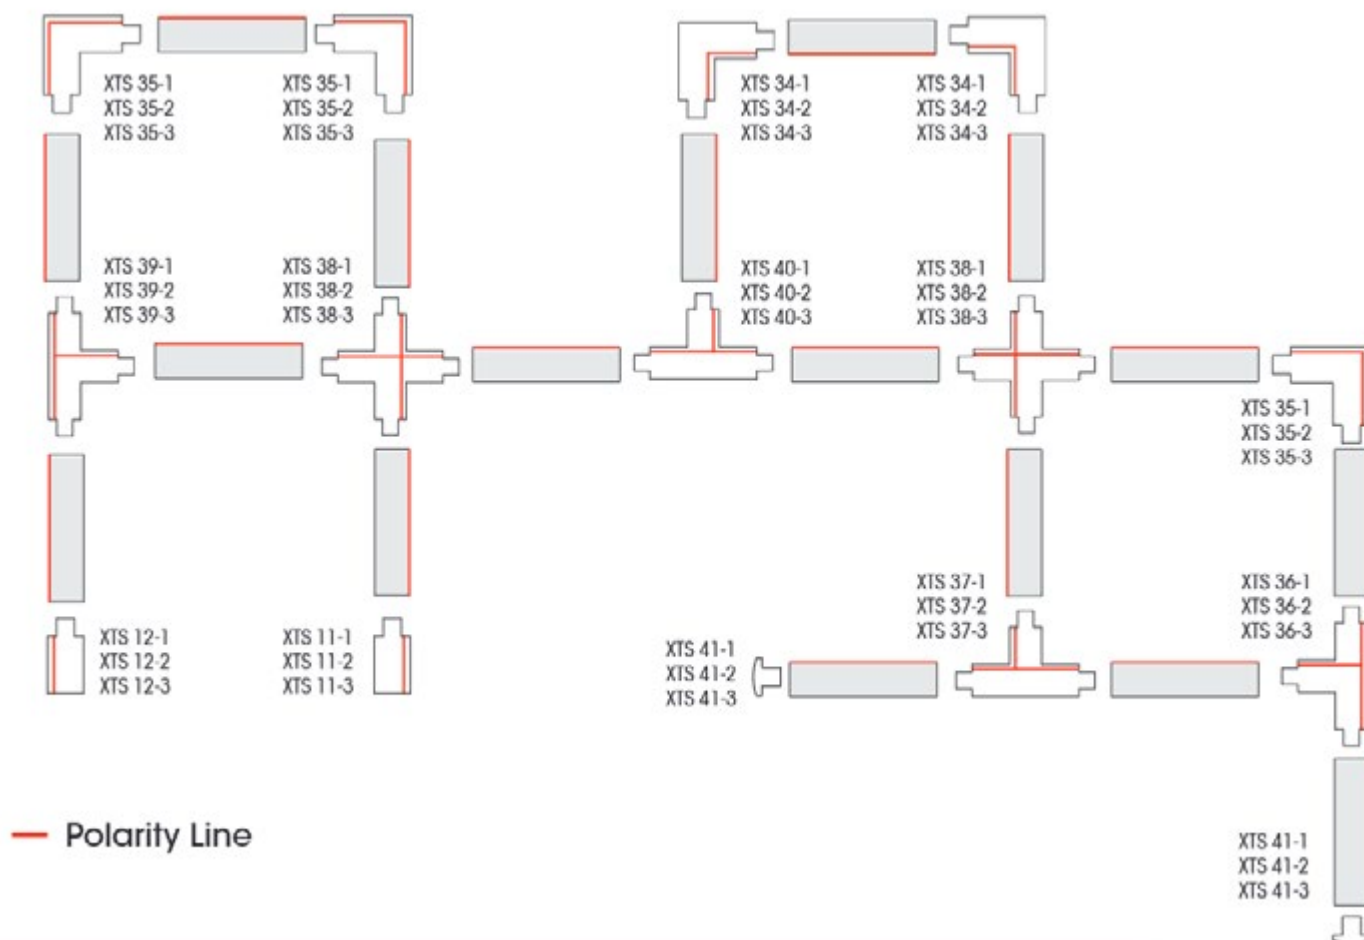 XTS 35-1
XTS 35-2
XTS 35-3
XTS 35-1
XTS 35-2
XTS 35-3
XTS 34-1
XTS 34-2
XTS 34-3
XTS 34-1
XTS 34-2
XTS 34-3
XTS 39-1
XTS 39-2
XTS 39-3
XTS 38-1
XTS 38-2
XTS 38-3
XTS 40-1
XTS 40-2
XTS 40-3
XTS 38-1
XTS 38-2
XTS 38-3
XTS 35-1
XTS 35-2
XTS 35-3
XTS 12-1
XTS 12-2
XTS 12-3
XTS 11-1
XTS 11-2
XTS 11-3
XTS 41-1
XTS 41-2
XTS 41-3
XTS 37-1
XTS 37-2
XTS 37-3
XTS 36-1
XTS 36-2
XTS 36-3
Polarity Line
XTS 41-1
XTS 41-2
XTS 41-3